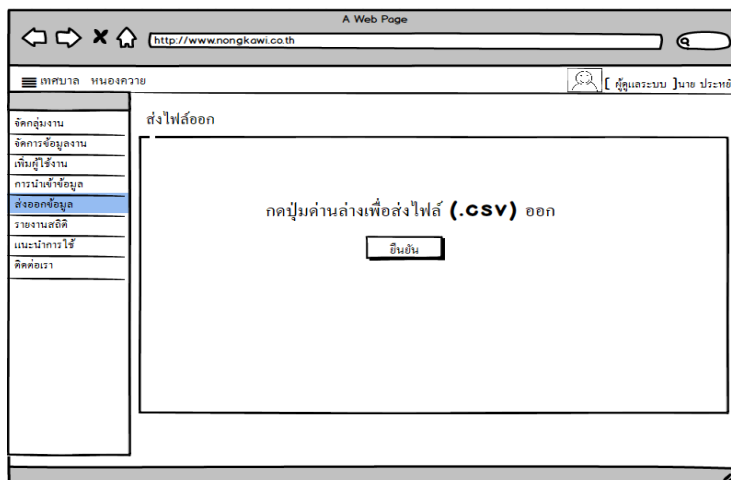 A Web Page
http://www.nongkawi.co.th
เทศบาล หนองควาย
[ ผู้ดูแลระบบ ]นาย
จัดกลุ่มงาน
จัดการข้อมูลงาน
เพิ่มผู้ใช้งาน
การนำเข้าข้อมูล
ส่งออกข้อมูล
รายงานสถิติ
แนะนำการใช้
ติดต่อเรา
ส่งไฟล์ออก
กดปุ่มด่านล่างเพื่อส่งไฟล์ (.csv) ออก
ยืนยัน